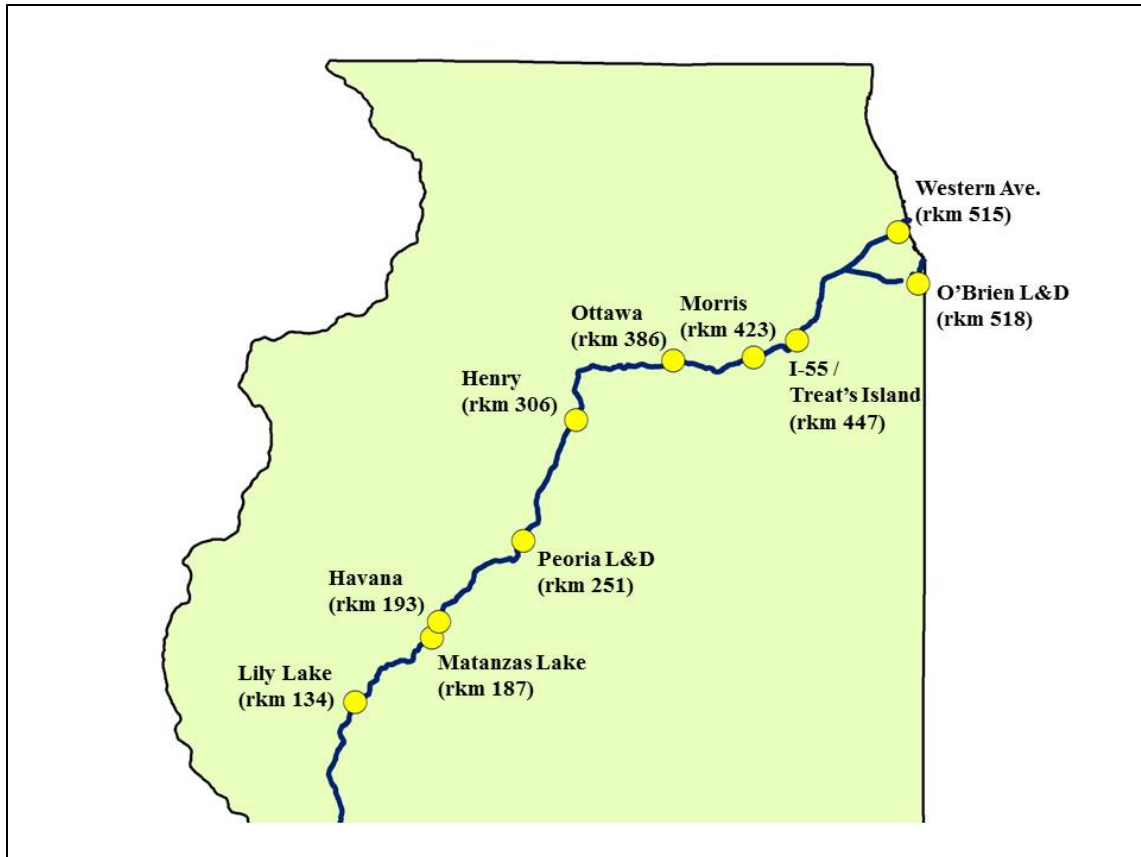 Western Ave.
(rkm 515)
O'Brien L&D
(rkm 518)
Morris
(rkm 423)
Ottawa
(rkm 386)
I-55 /
Treat's Island
(rkm 447)
Henry
(rkm 306)
Peoria L&D
(rkm 251)
Havana
(rkm 193)
Matanzas Lake
(rkm 187)
Lily Lake
(rkm 134)